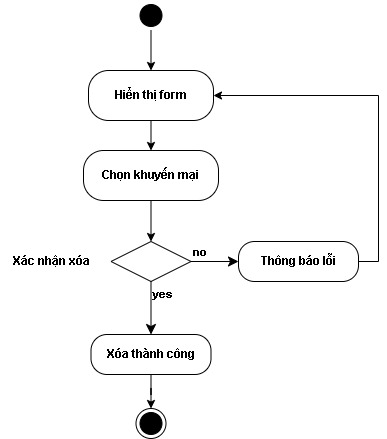 Hiển thị form
Chọn khuyến mại
Xác nhận xóa
no
Thông báo lỗi
yes
Xóa thành công